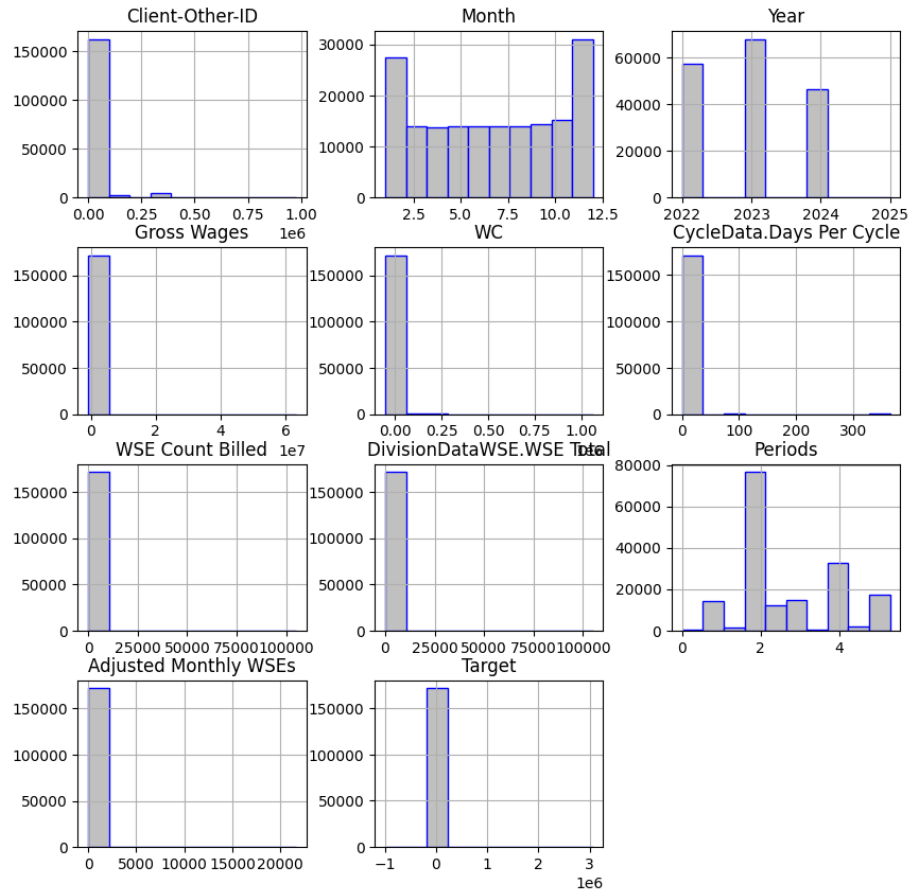 Client-Other-ID Month Year
150000
100000
50000
0
0.00 0.25 0.50 0.75 1.00
1e6
30000
20000
10000
0
2.5 5.0 7.5 10.0 12.5
60000
40000
20000
0
2022 2023 2024 2025
Gross Wages WC CycleData.Days Per Cycle
150000
100000
50000
0
0 2 4 6
1e7
150000
100000
50000
0
0.00 0.25 0.50 0.75 1.00
1e6
150000
100000
50000
0
0 100 200 300
WSE Count Billed DivisionDataWSE.WSE Total Periods
150000
100000
50000
0
0 25000 50000 75000 100000
150000
100000
50000
0
0 25000 50000 75000 100000
80000
60000
40000
20000
0
0 2 4
Adjusted Monthly WSEs Target
150000
100000
50000
0
0 5000 10000 15000 20000
150000
100000
50000
0
−1 0 1 2 3
1e6